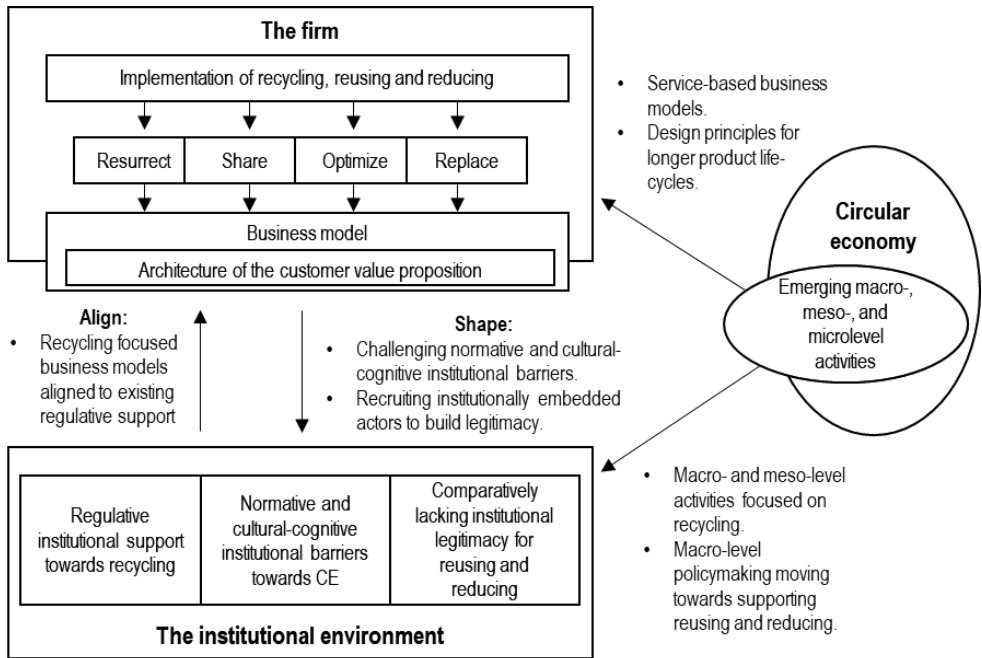 The firm
Implementation of recycling, reusing and reducing
Resurrect
Share
Optimize
Replace
Business model
Architecture of the customer value proposition
• Service-based business
models.
• Design principles for
longer product life-
cycles.
Circular
economy
Emerging macro-,
meso-, and
microlevel
activities
Align:
• Recycling focused
business models
aligned to existing
regulative support
Shape:
• Challenging normative and cultural-
cognitive institutional barriers.
• Recruiting institutionally embedded
actors to build legitimacy.
Regulative
institutional support
towards recycling
Normative and
cultural-cognitive
institutional barriers
towards CE
Comparatively
lacking institutional
legitimacy for
reusing and
reducing
The institutional environment
• Macro- and meso-level
activities focused on
recycling.
• Macro-level
policymaking moving
towards supporting
reusing and reducing.